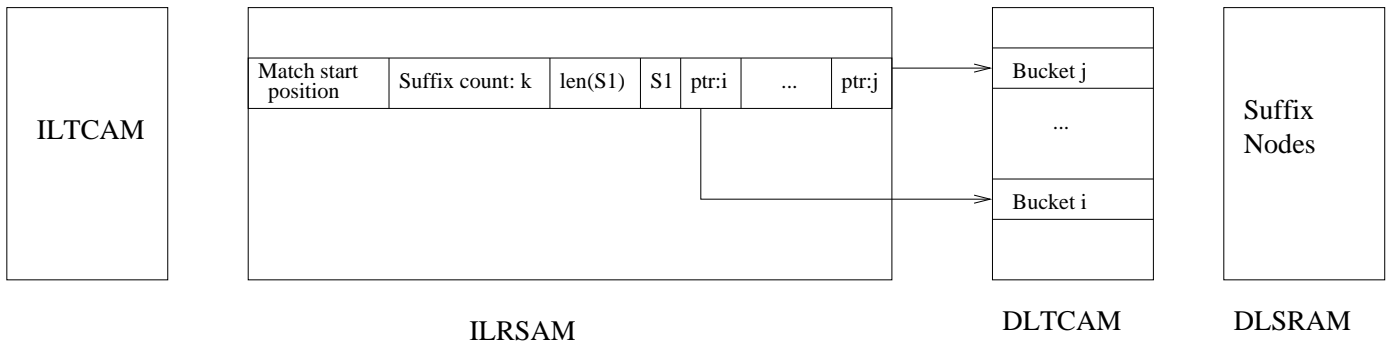 ILTCAM
Match start
position
Suffix count: k
len(S1)
S1
ptr:i
...
ptr:j
Bucket j
...
Bucket i
Suffix
Nodes
ILRSAM
DLTCAM
DLSRAM